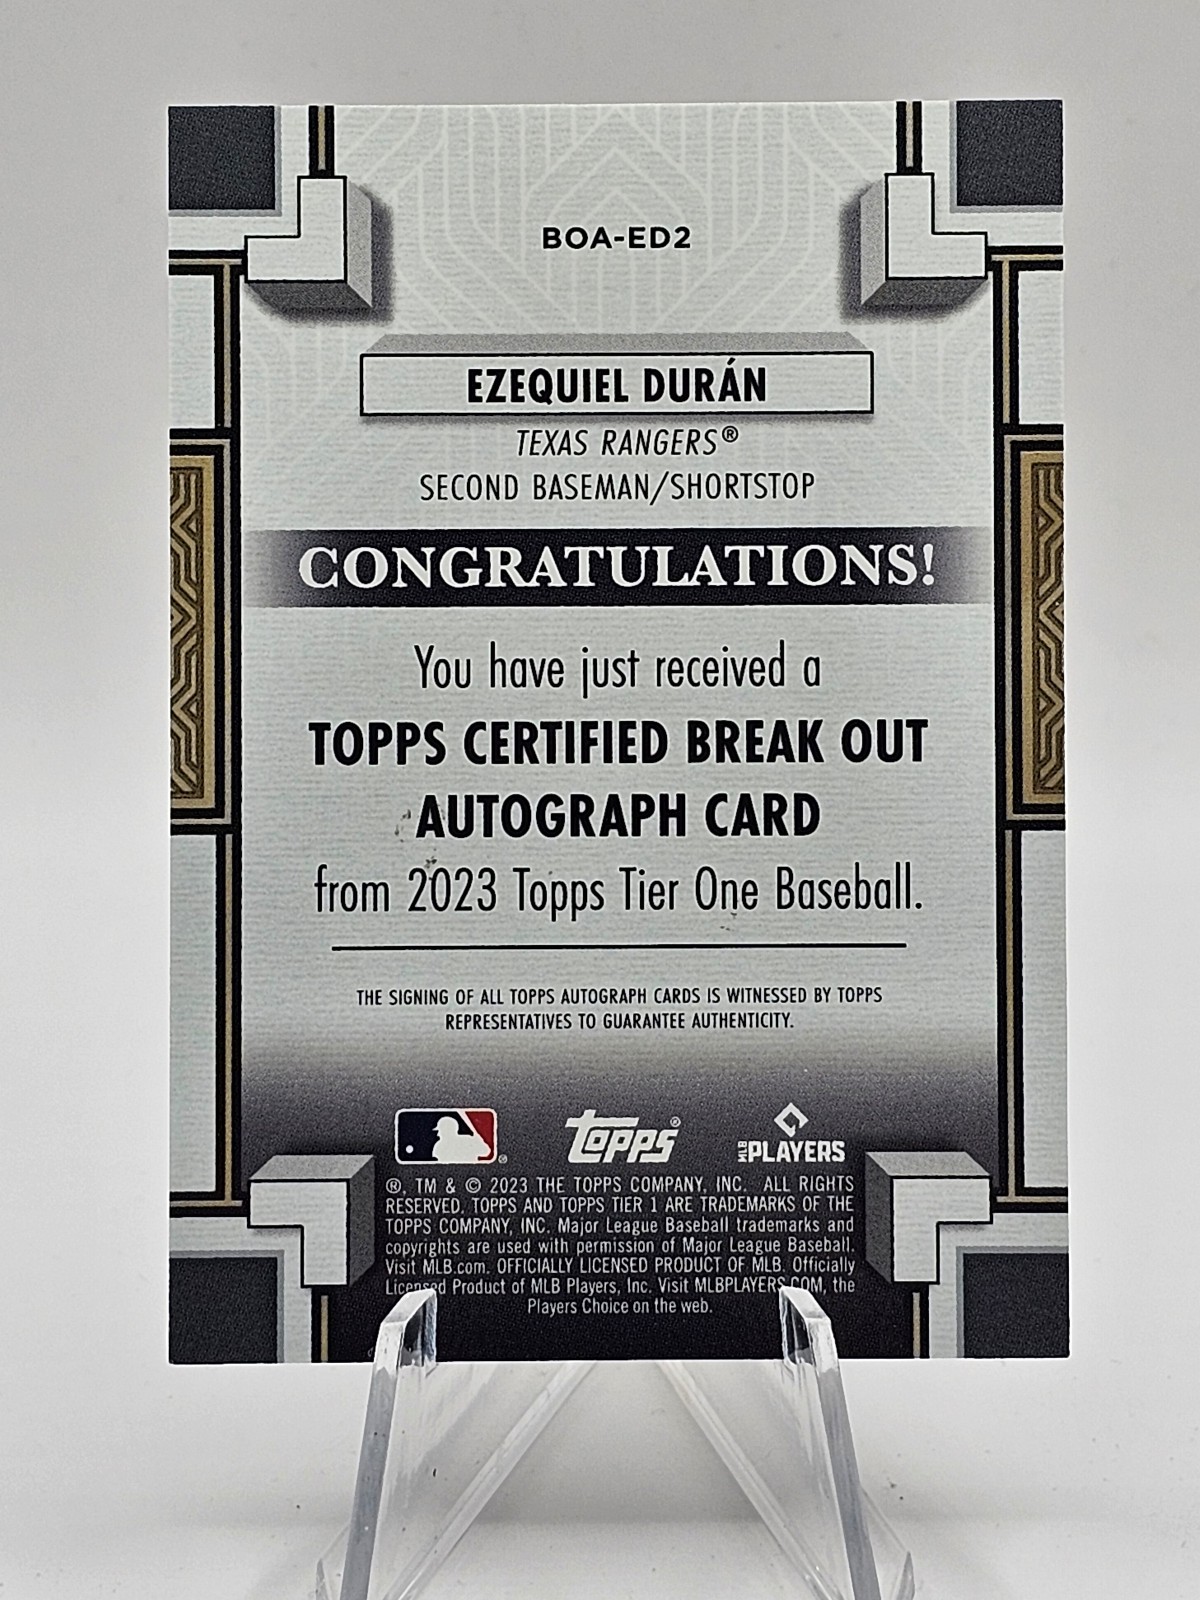 BOA-ED2
EZEQUIEL DURÁN
TEXAS RANGERS®
SECOND BASEMAN/SHORTSTOP
CONGRATULATIONS!
You have just received a
TOPPS CERTIFIED BREAK OUT
AUTOGRAPH CARD
from 2023 Topps Tier One Baseball.
THE SIGNING OF ALL TOPPS AUTOGRAPH CARDS IS WITNESSED BY TOPPS
REPRESENTATIVES TO GUARANTEE AUTHENTICITY.
® topps® MLB PLAYERS
®, TM & © 2023 THE TOPPS COMPANY, INC. ALL RIGHTS
RESERVED. TOPPS AND TOPPS TIER 1 ARE TRADEMARKS OF THE
TOPPS COMPANY, INC. Major League Baseball trademarks and
copyrights are used with permission of Major League Baseball.
Visit MLB.com. OFFICIALLY LICENSED PRODUCT OF MLB. Officially
Licensed Product of MLB Players, Inc. Visit MLBPLAYERS.COM, the
Players Choice on the web.